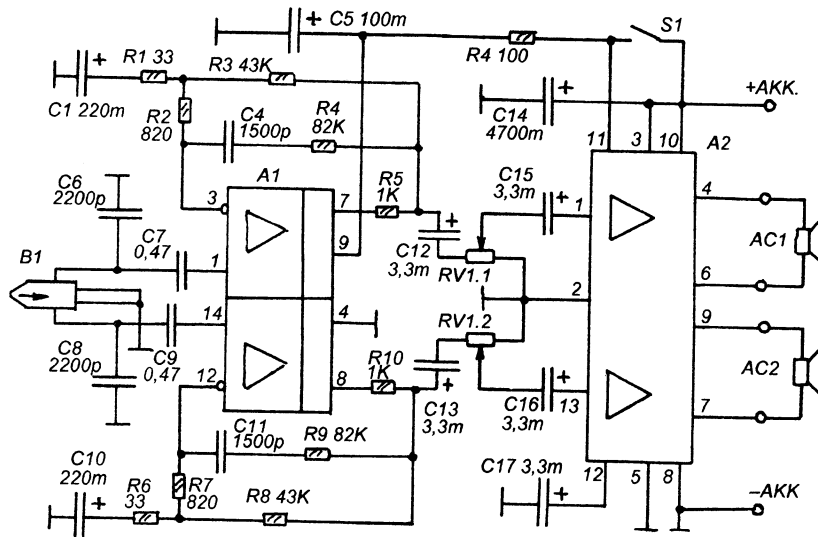 C5 100m
S1
R1 33
R3 43K
R4 100
+АКК.
C1 220m
R2
820
C4
1500p
R4
82K
C14
4700m
11
3
10
A2
C6
2200p
A1
R5
1K
C15
3,3m
3
7
1
4
B1
C7
0,47
9
C12
3,3m
AC1
1
RV1.1
2
6
14
4
RV1.2
9
C8
2200p
C9
0,47
12
R10
1K
8
C13
3,3m
C16
3,3m
13
AC2
7
C11
1500p
R9 82K
C10
220m
R6
33
R7
820
R8 43K
C17 3,3m
12
5
8
–АКК